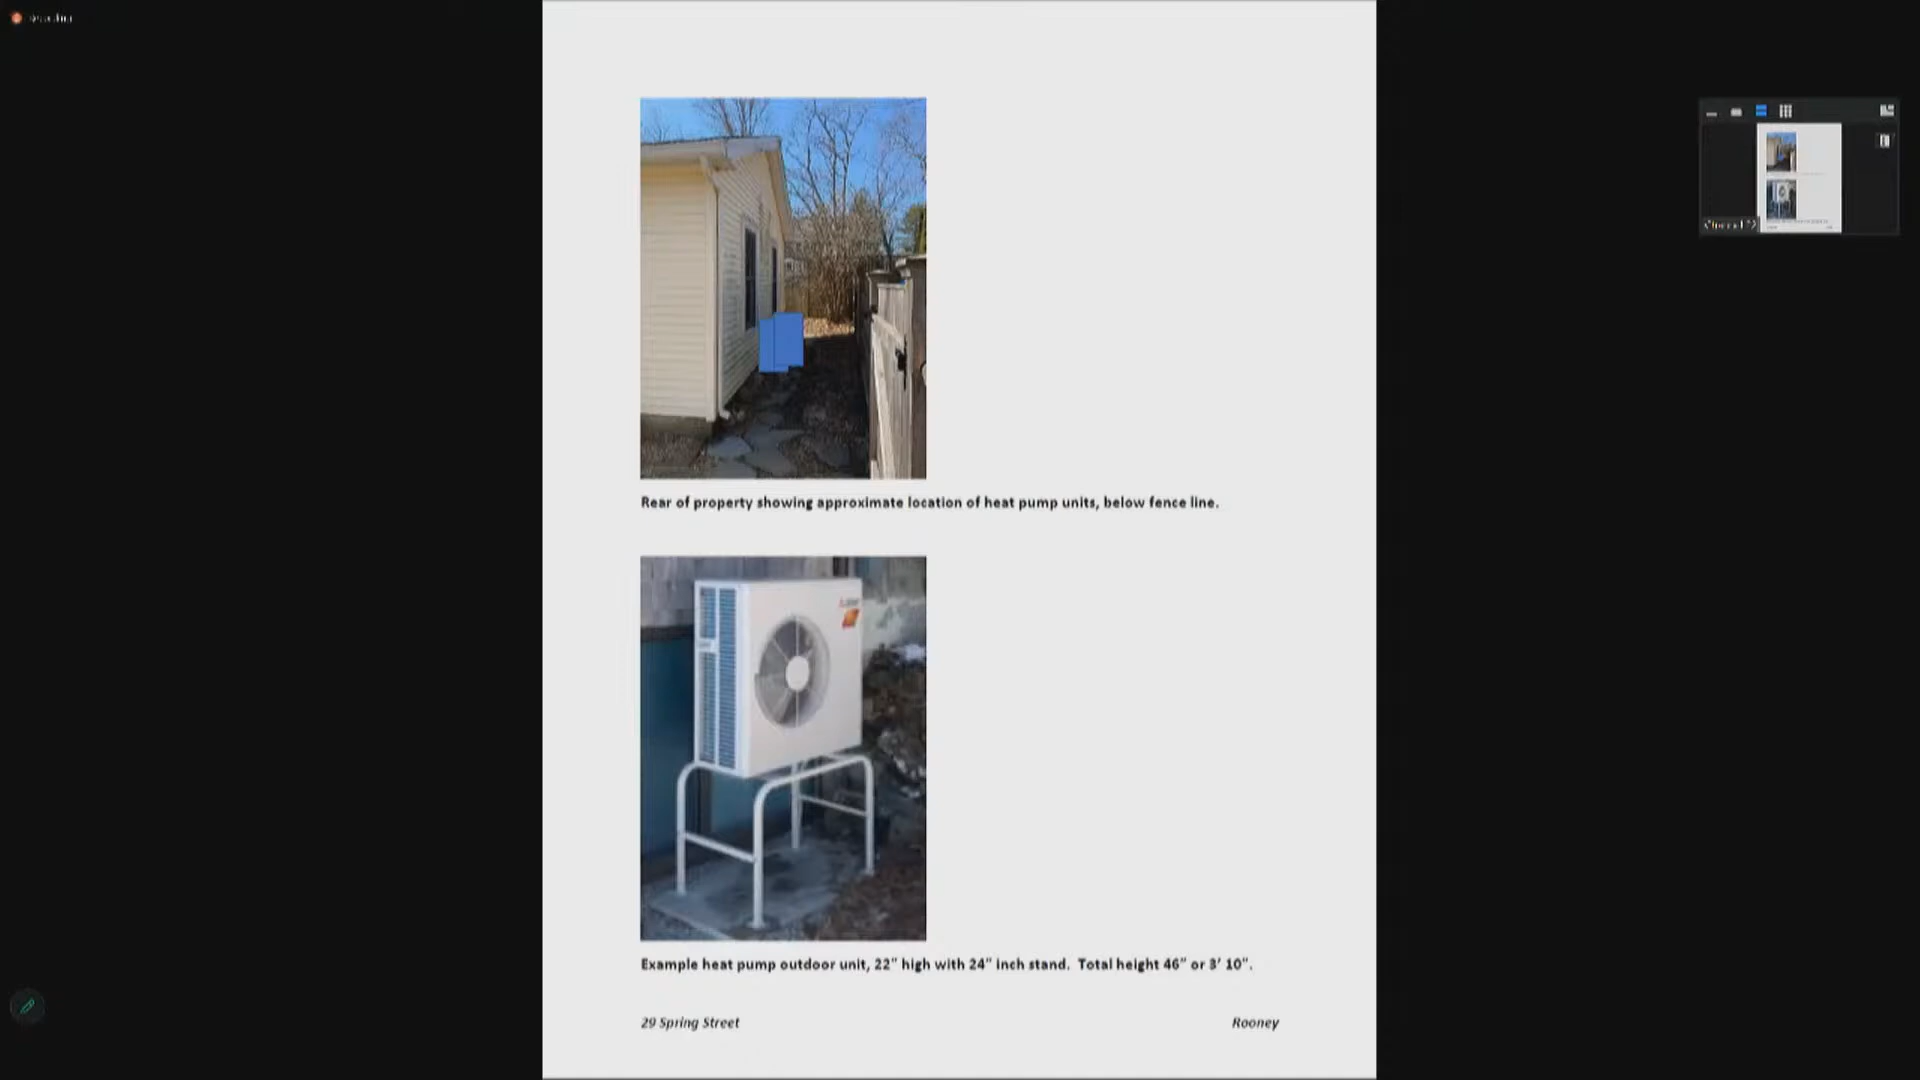 Rear of property showing approximate location of heat pump units, below fence line.
Example heat pump outdoor unit, 22” high with 24” inch stand. Total height 46” or 3’ 10”.
29 Spring Street
Rooney